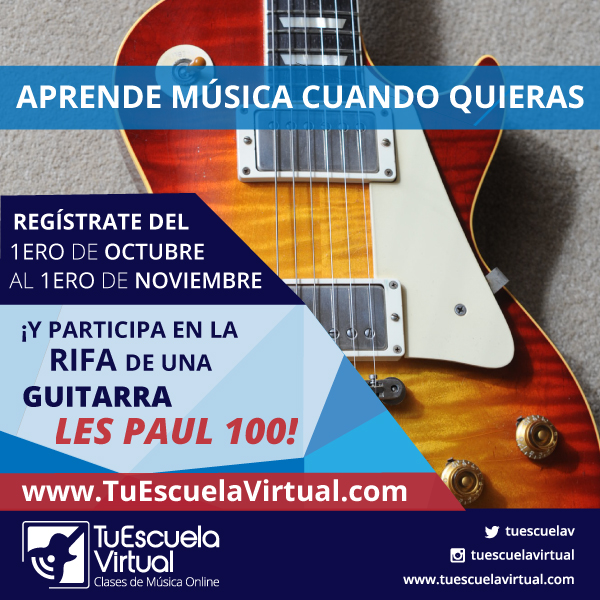 APRENDE MÚSICA CUANDO QUIERAS
REGÍSTRATE DEL
1ERO DE OCTUBRE
AL 1ERO DE NOVIEMBRE
¡Y PARTICIPA EN LA
RIFA DE UNA
GUITARRA
LES PAUL 100!
www.TuEscuelaVirtual.com
TuEscuela
Virtual
Clases de Música Online
tuescuelav
tuescuelavirtual
www.tuescuelavirtual.com